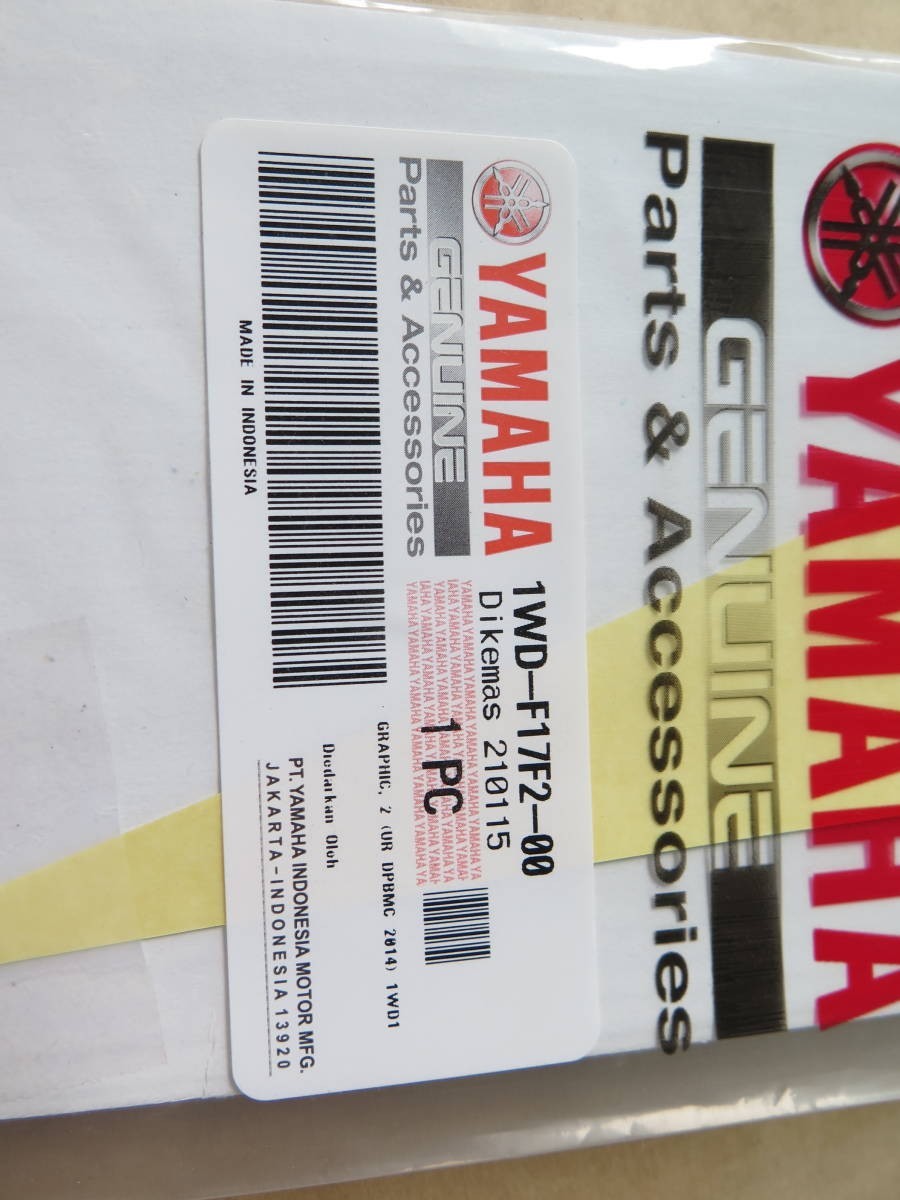 YAMAHA
GENUINE
Parts & Accessories
YAMAHA
GENUINE
Parts & Accessories
MADE IN INDONESIA
1WD-F17F2-00
Dikemas 210115
1 PC
GRAPHIC, 2 (UR DPBMC 2014) 1WD1
Diedarkan Oleh
PT. YAMAHA INDONESIA MOTOR MFG.
JAKARTA-INDONESIA 13920